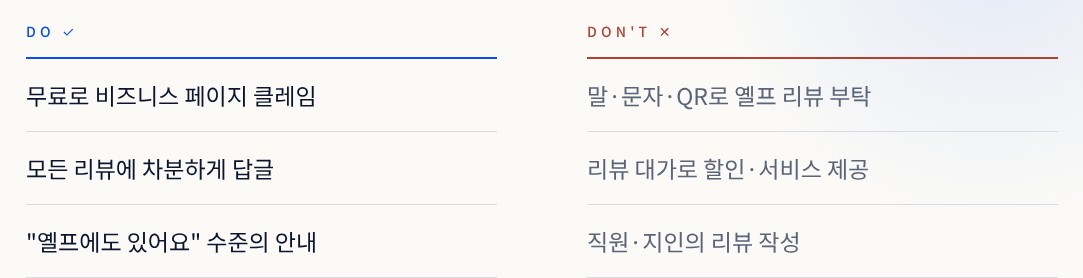 DO ✓
무료로 비즈니스 페이지 클레임
모든 리뷰에 차분하게 답글
"옐프에도 있어요" 수준의 안내
DON'T ✕
말·문자·QR로 옐프 리뷰 부탁
리뷰 대가로 할인·서비스 제공
직원·지인의 리뷰 작성